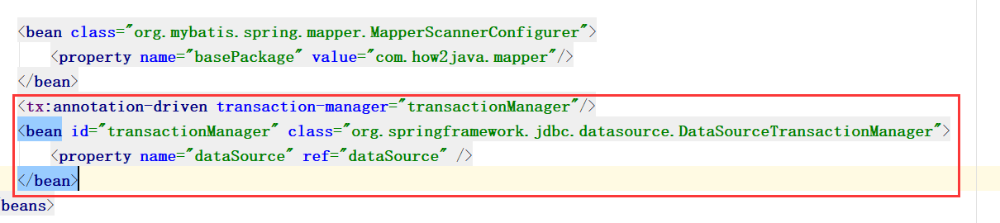 <bean class="org.mybatis.spring.mapper.MapperScannerConfigurer">
<property name="basePackage" value="com.how2java.mapper"/>
</bean>
<tx:annotation-driven transaction-manager="transactionManager"/>
<bean id="transactionManager" class="org.springframework.jdbc.datasource.DataSourceTransactionManager">
<property name="dataSource" ref="dataSource" />
</bean>
beans>